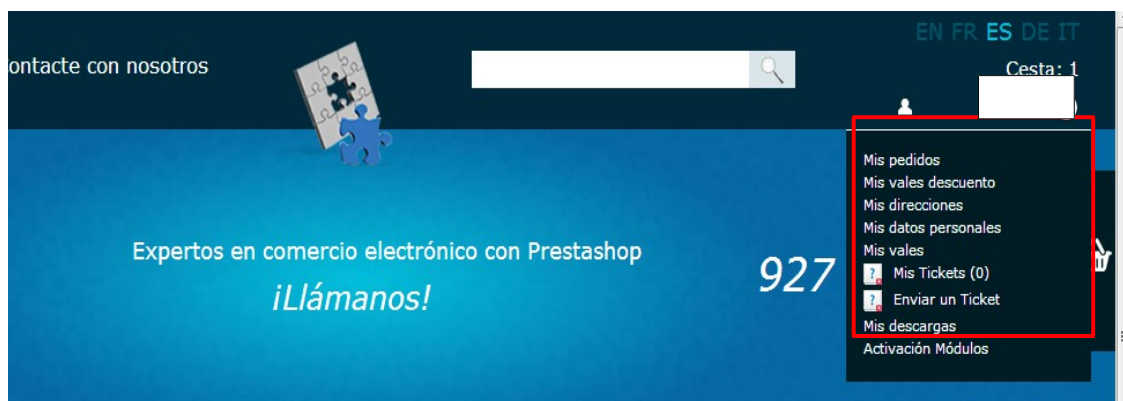 EN FR ES DE IT
ontacte con nosotros
Cesta: 1
Mis pedidos
Mis vales descuento
Mis direcciones
Mis datos personales
Mis vales
Mis Tickets (0)
Enviar un Ticket
Mis descargas
Activación Módulos
Expertos en comercio electrónico con Prestashop
¡Llámanos!
927